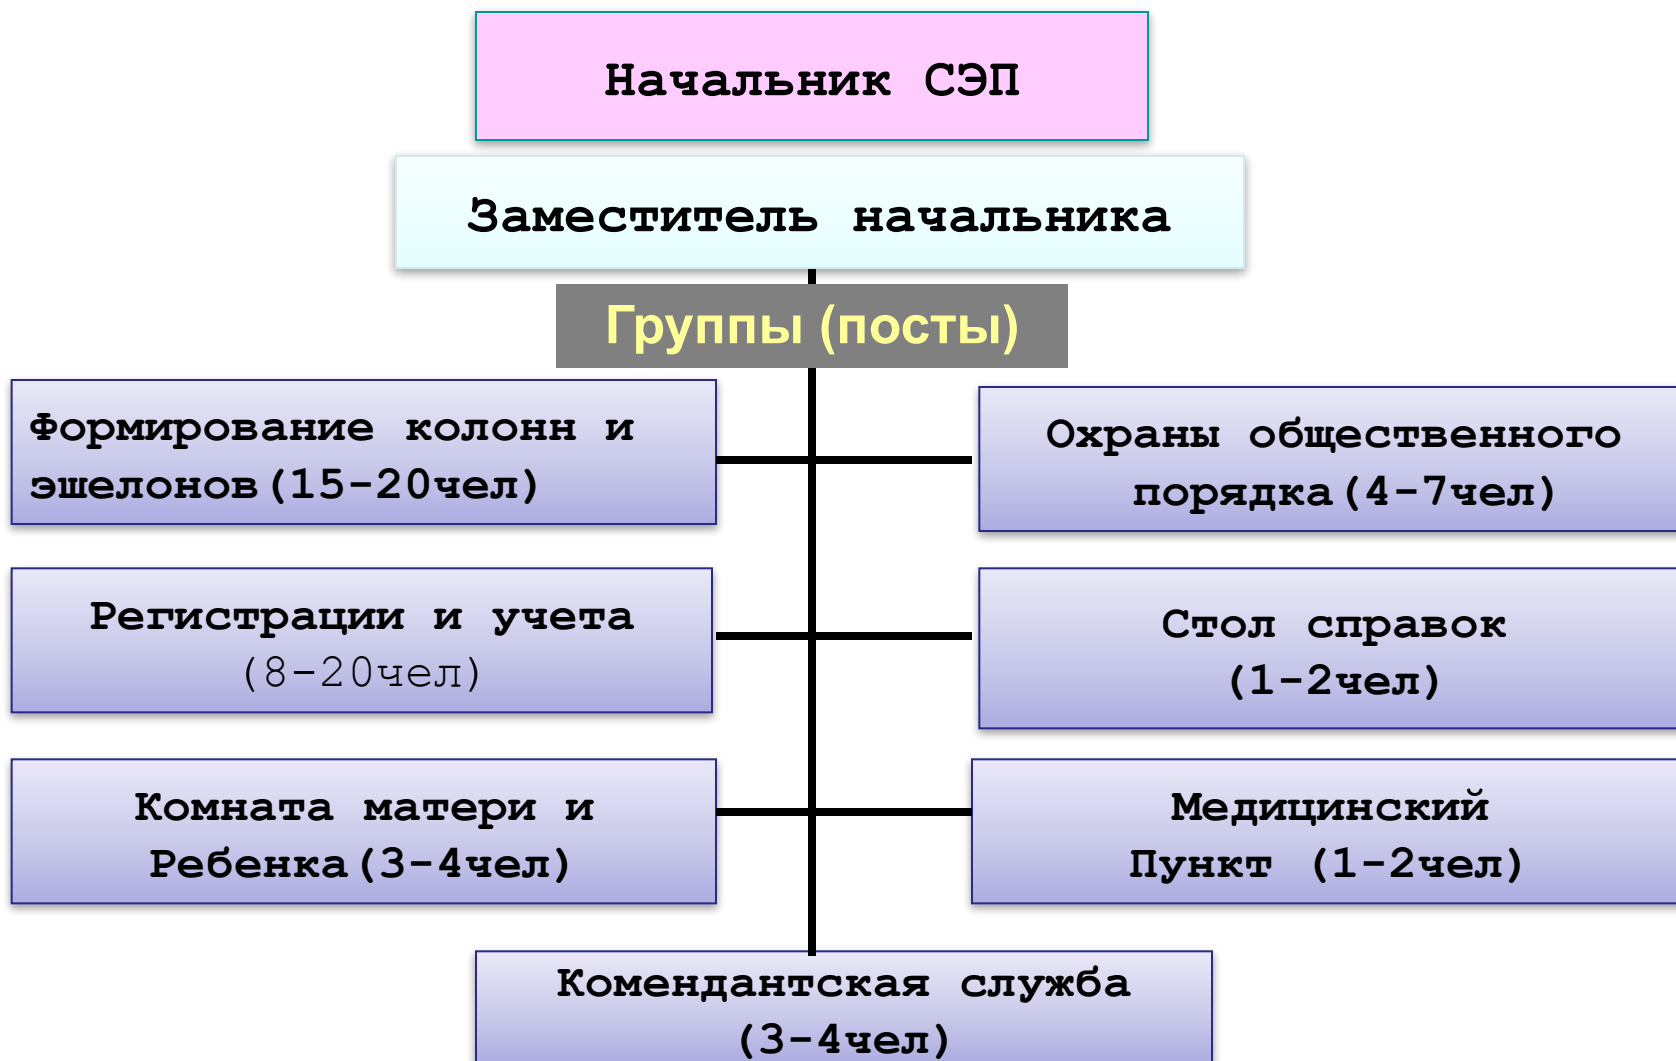 Начальник СЭП
Заместитель начальника
Группы (посты)
Формирование колонн и
эшелонов(15-20чел)
Охраны общественного
порядка(4-7чел)
Регистрации и учета
(8-20чел)
Стол справок
(1-2чел)
Комната матери и
Ребенка(3-4чел)
Медицинский
Пункт (1-2чел)
Комендантская служба
(3-4чел)